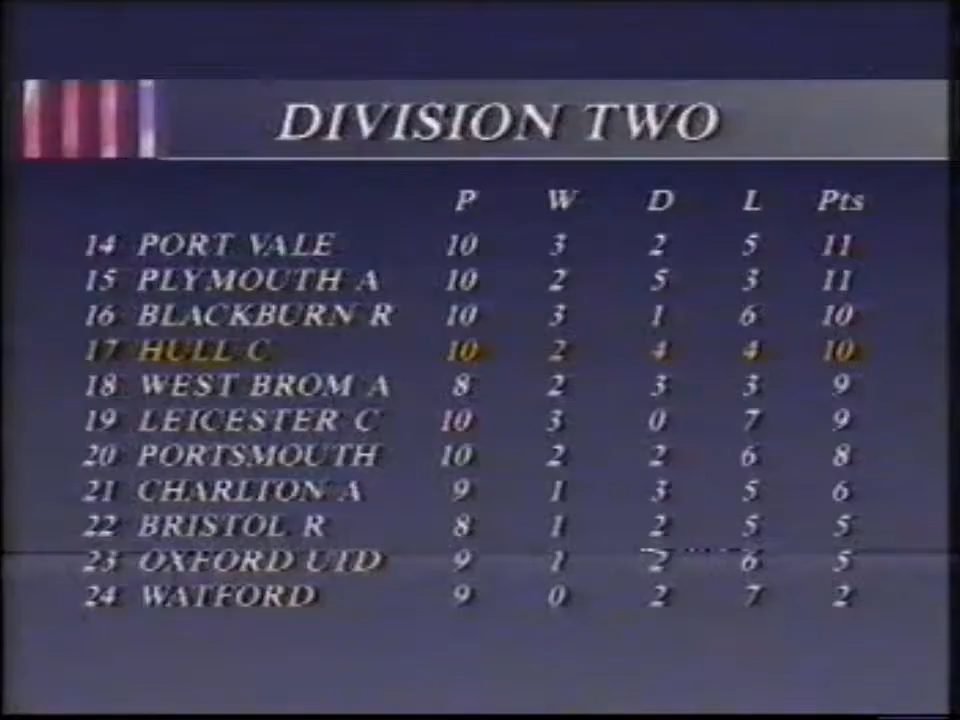 DIVISION TWO
P W D L Pts
14 PORT VALE 10 3 2 5 11
15 PLYMOUTH A 10 2 5 3 11
16 BLACKBURN R 10 3 1 6 10
17 HULL C 10 2 4 4 10
18 WEST BROM A 8 2 3 3 9
19 LEICESTER C 10 3 0 7 9
20 PORTSMOUTH 10 2 2 6 8
21 CHARLTON A 9 1 3 5 6
22 BRISTOL R 8 1 2 5 5
23 OXFORD UTD 9 1 2 6 5
24 WATFORD 9 0 2 7 2